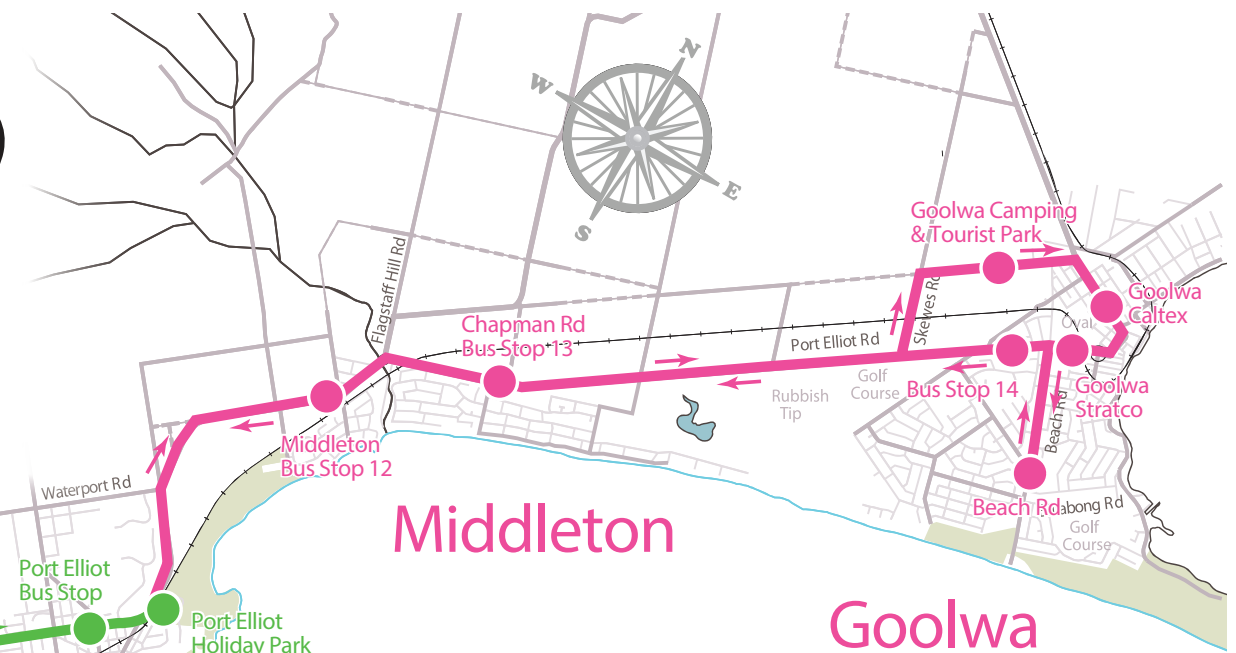 N
W
E
S
Goolwa Camping
& Tourist Park
Flagstaff Hill Rd
Skewes Rd
Goolwa
Caltex
Chapman Rd
Bus Stop 13
Port Elliot Rd
Oval
Golf
Course
Bus Stop 14
Rubbish
Tip
Goolwa
Stratco
Beach Rd
Middleton
Bus Stop 12
Waterport Rd
Beach Rd
Golf
Course
Middleton
Port Elliot
Bus Stop
Port Elliot
Holiday Park
Goolwa